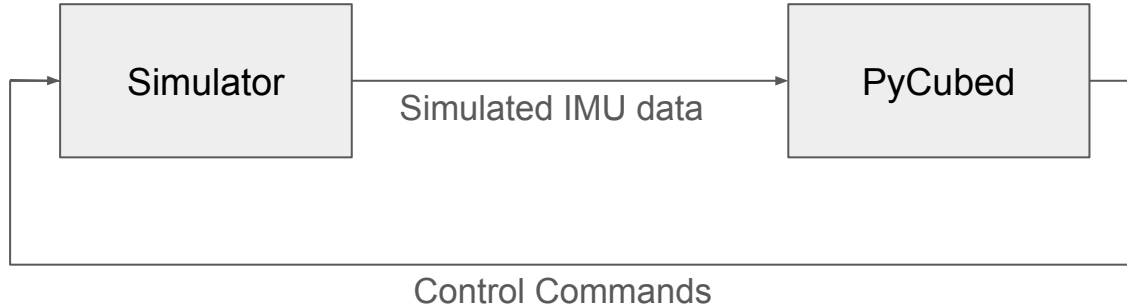 Simulator
Simulated IMU data
PyCubed
Control Commands